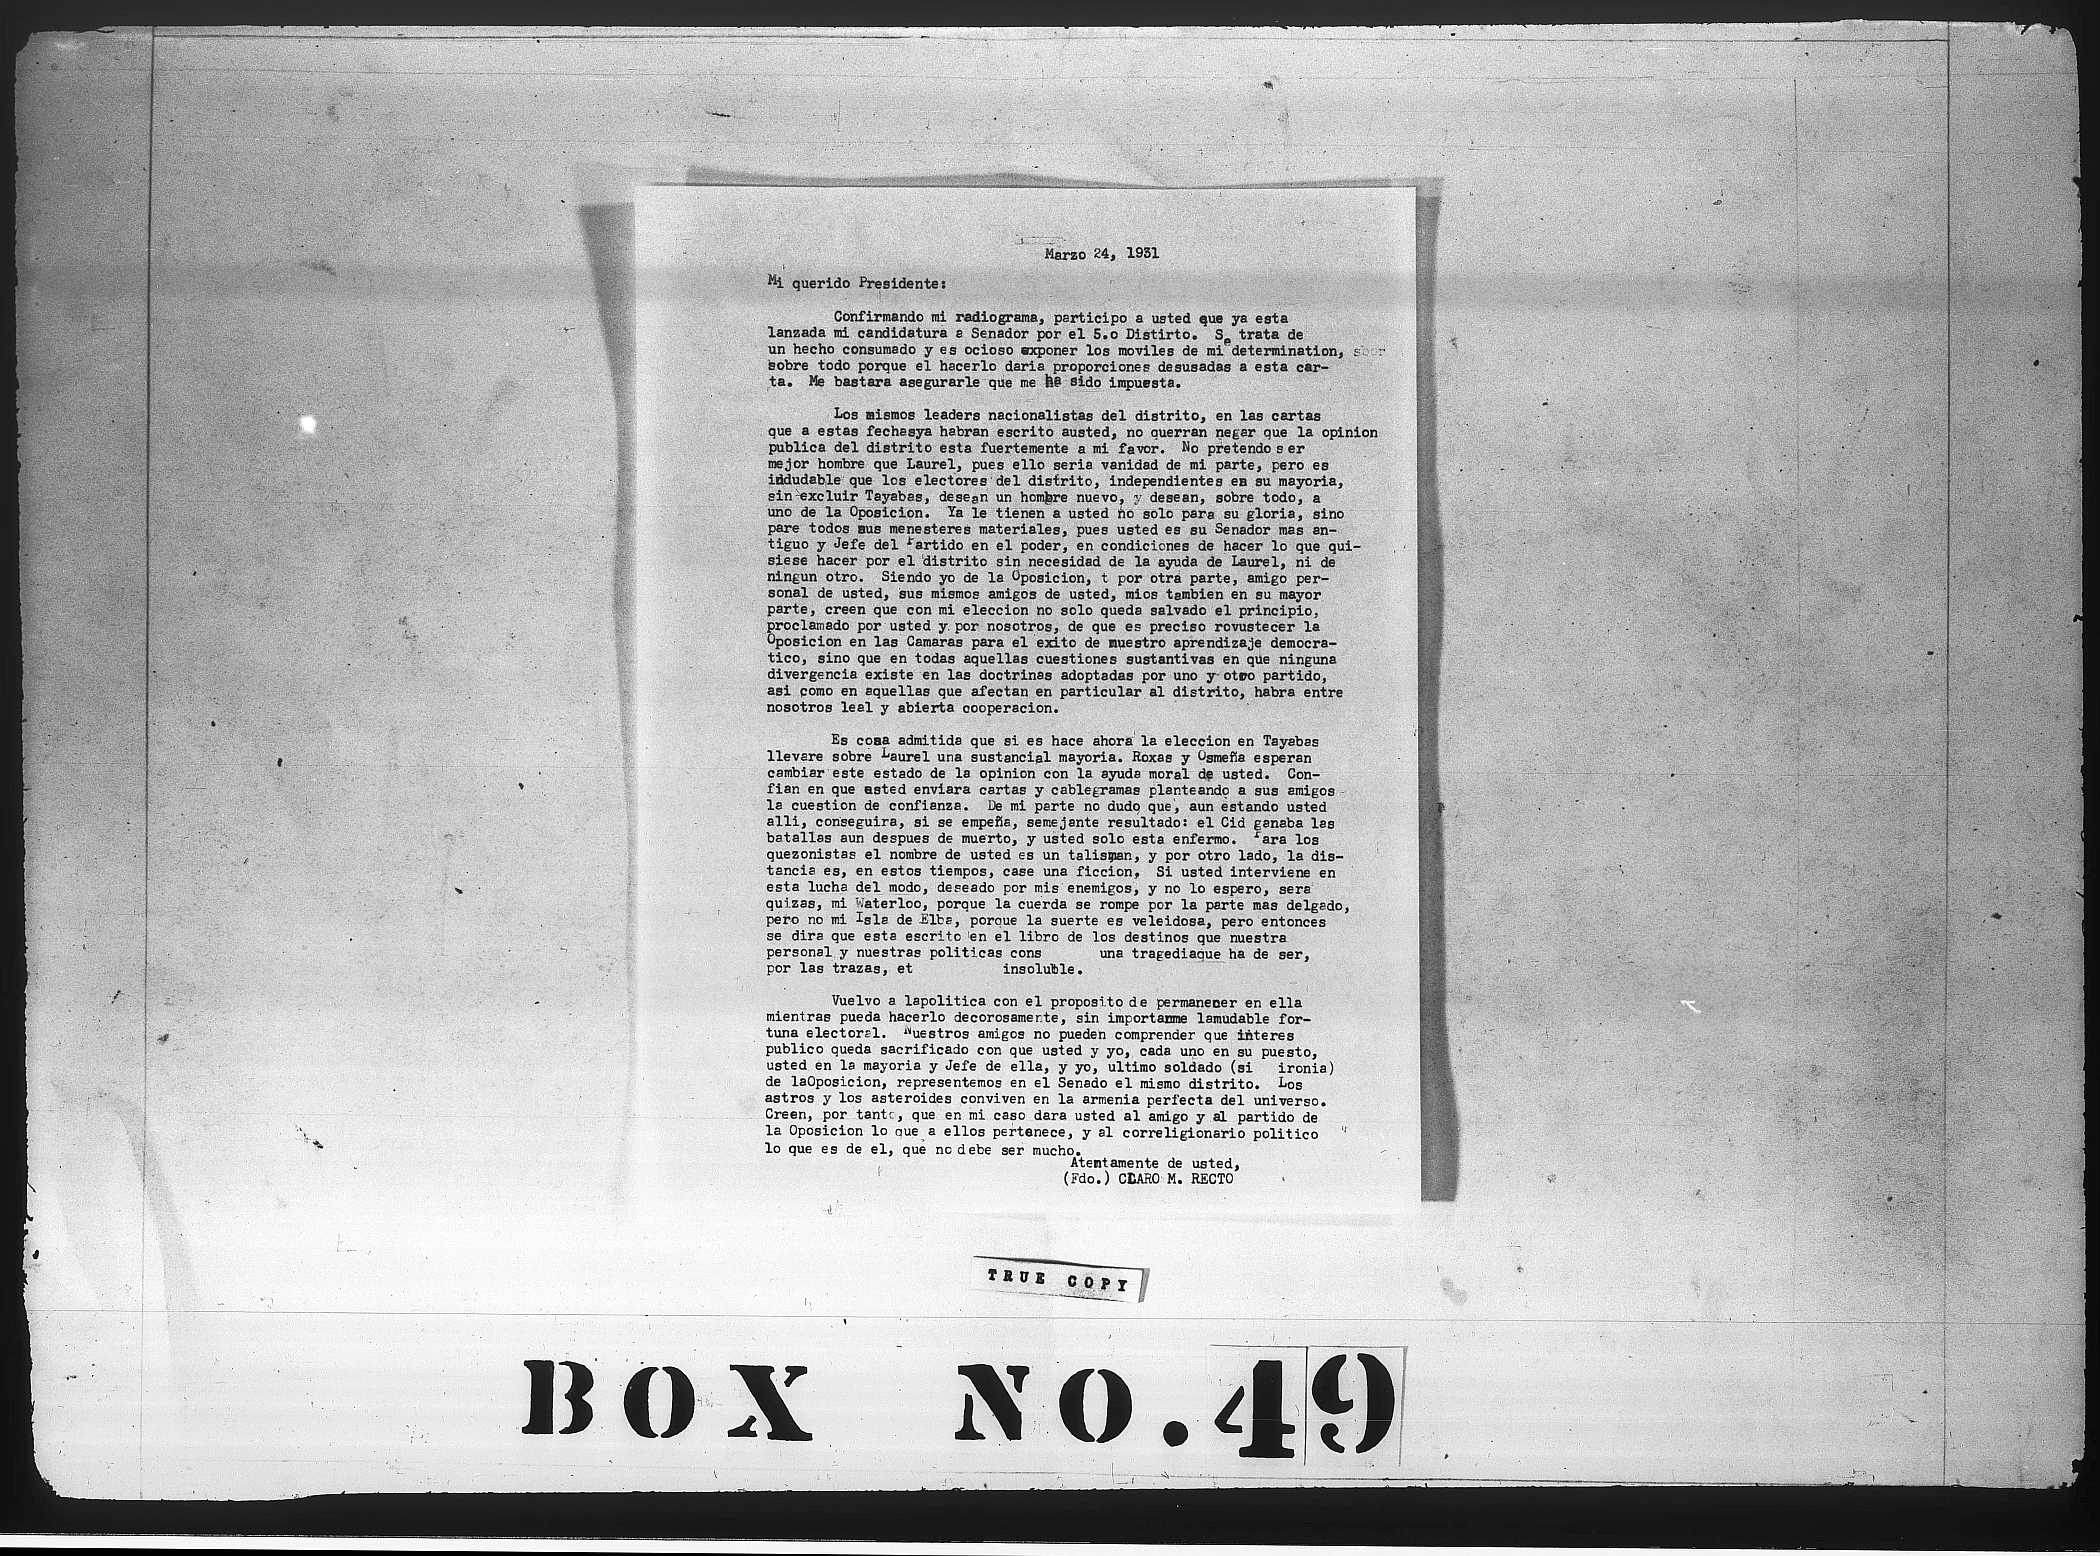 Marzo 24, 1931
Mi querido Presidente:
Confirmando mi radiograma, participo a usted que ya esta
lanzada mi candidatura a Senador por el 5.o Distirto. Se trata de
un hecho consumado y es ocioso exponer los moviles de mi determination,
sobre todo porque el hacerlo daria proporciones desusadas a esta car-
ta. Me bastara asegurarle que me ha sido impuesta.
Los mismos leaders nacionalistas del distrito, en las cartas
que a estas fechasya habran escrito austed, no querran negar que la opinion
publica del distrito esta fuertemente a mi favor. No pretendo ser
mejor hombre que Laurel, pues ello seria vanidad de mi parte, pero es
indudable que los electores del distrito, independientes en su mayoria,
sin excluir Tayabas, desean un hombre nuevo, y desean, sobre todo, a
uno de la Oposicion. Ya le tienen a usted no solo para su gloria, sino
pare todos sus menesteres materiales, pues usted es su Senador mas an-
tiguo y Jefe del Partido en el poder, en condiciones de hacer lo que qui-
siese hacer por el distrito sin necesidad de la ayuda de Laurel, ni de
ningun otro. Siendo yo de la Oposicion, t por otra parte, amigo per-
sonal de usted, sus mismos amigos de usted, mios tambien en su mayor
parte, creen que con mi eleccion no solo queda salvado el principio,
proclamado por usted y por nosotros, de que es preciso rovustecer la
Oposicion en las Camaras para el exito de nuestro aprendizaje democra-
tico, sino que en todas aquellas cuestiones sustantivas en que ninguna
divergencia existe en las doctrinas adoptadas por uno y otro partido,
asi como en aquellas que afectan en particular al distrito, habra entre
nosotros leal y abierta cooperacion.
Es cosa admitida que si es hace ahora la eleccion en Tayabas
llevare sobre Laurel una sustancial mayoria. Roxas y Osmeña esperan
cambiar este estado de la opinion con la ayuda moral de usted. Con-
fian en que usted enviara cartas y cablegramas planteando a sus amigos
la cuestion de confianza. De mi parte no dudo que, aun estando usted
alli, conseguira, si se empeña, semejante resultado: el Cid ganaba las
batallas aun despues de muerto, y usted solo esta enfermo. Para los
quezonistas el nombre de usted es un talisman, y por otro lado, la dis-
tancia es, en estos tiempos, case una ficcion. Si usted interviene en
esta lucha del modo, deseado por mis enemigos, y no lo espero, sera
quizas, mi Waterloo, porque la cuerda se rompe por la parte mas delgado,
pero no mi Isla de Elba, porque la suerte es veleidosa, pero entonces
se dira que esta escrito en el libro de los destinos que nuestra
personal y nuestras politicas cons una tragediaque ha de ser,
por las trazas, et insoluble.
Vuelvo a lapolitica con el proposito de permanener en ella
mientras pueda hacerlo decorosamente, sin importanme lamudable for-
tuna electoral. Nuestros amigos no pueden comprender que interes
publico queda sacrificado con que usted y yo, cada uno en su puesto,
usted en la mayoria y Jefe de ella, y yo, ultimo soldado (si ironia)
de laOposicion, representemos en el Senado el mismo distrito. Los
astros y los asteroides conviven en la armenia perfecta del universo.
Creen, por tanto, que en mi caso dara usted al amigo y al partido de
la Oposicion lo que a ellos pertenece, y al correligionario politico
lo que es de el, que no debe ser mucho.
Atentamente de usted,
(Fdo.) CLARO M. RECTO
TRUE COPY
BOX NO. 49